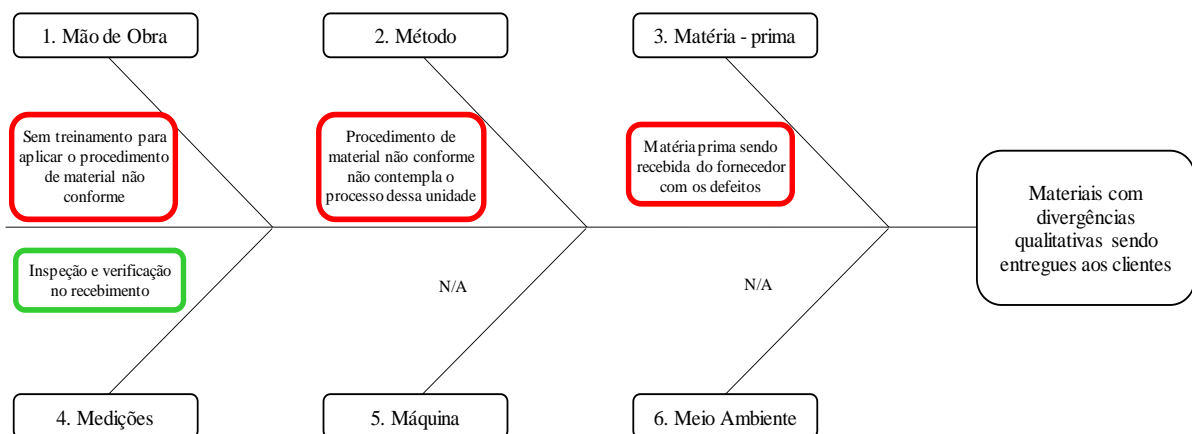 1. Mão de Obra
2. Método
3. Matéria - prima
Sem treinamento para
aplicar o procedimento
de material não
conforme
Procedimento de
material não conforme
não contempla o
processo dessa unidade
Matéria prima sendo
recebida do fornecedor
com os defeitos
Materiais com
divergências
qualitativas sendo
entregues aos clientes
Inspeção e verificação
no recebimento
N/A
N/A
4. Medições
5. Máquina
6. Meio Ambiente